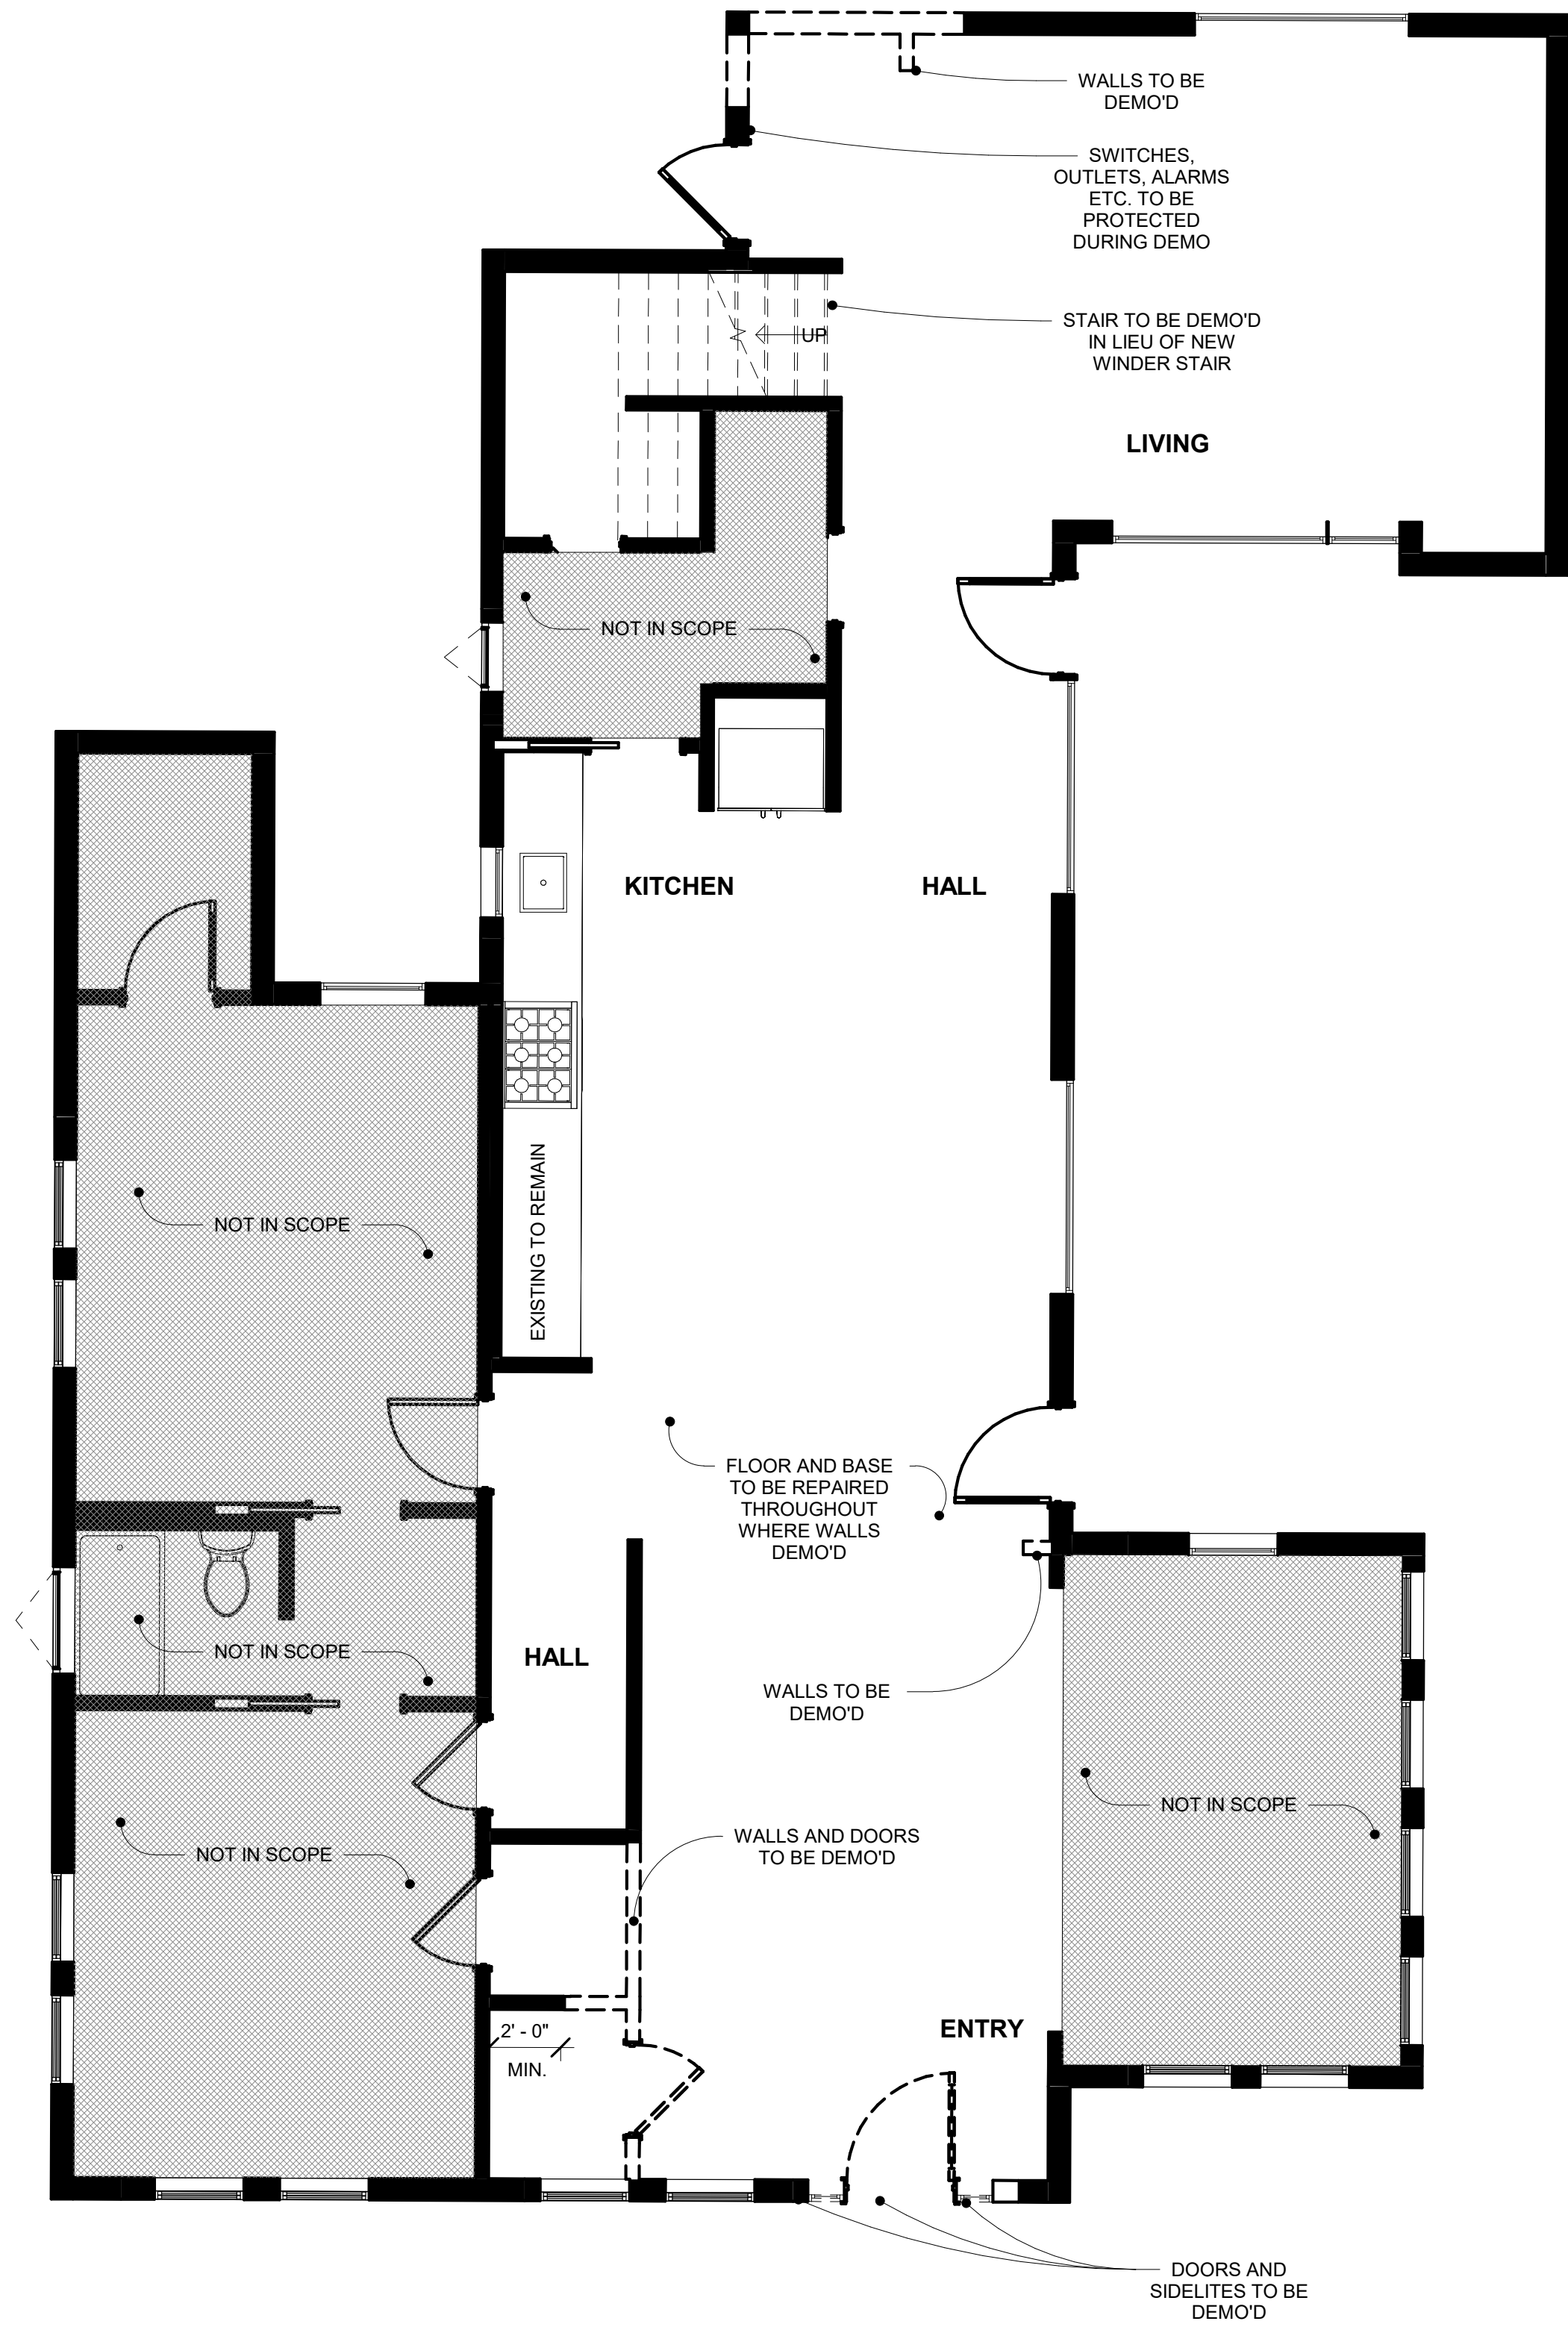 WALLS TO BE
DEMO'D
SWITCHES,
OUTLETS, ALARMS
ETC. TO BE
PROTECTED
DURING DEMO
STAIR TO BE DEMO'D
IN LIEU OF NEW
WINDER STAIR
UP
LIVING
NOT IN SCOPE
KITCHEN
HALL
EXISTING TO REMAIN
NOT IN SCOPE
FLOOR AND BASE
TO BE REPAIRED
THROUGHOUT
WHERE WALLS
DEMO'D
NOT IN SCOPE
HALL
WALLS TO BE
DEMO'D
NOT IN SCOPE
WALLS AND DOORS
TO BE DEMO'D
NOT IN SCOPE
ENTRY
2' - 0"
MIN.
DOORS AND
SIDELITES TO BE
DEMO'D